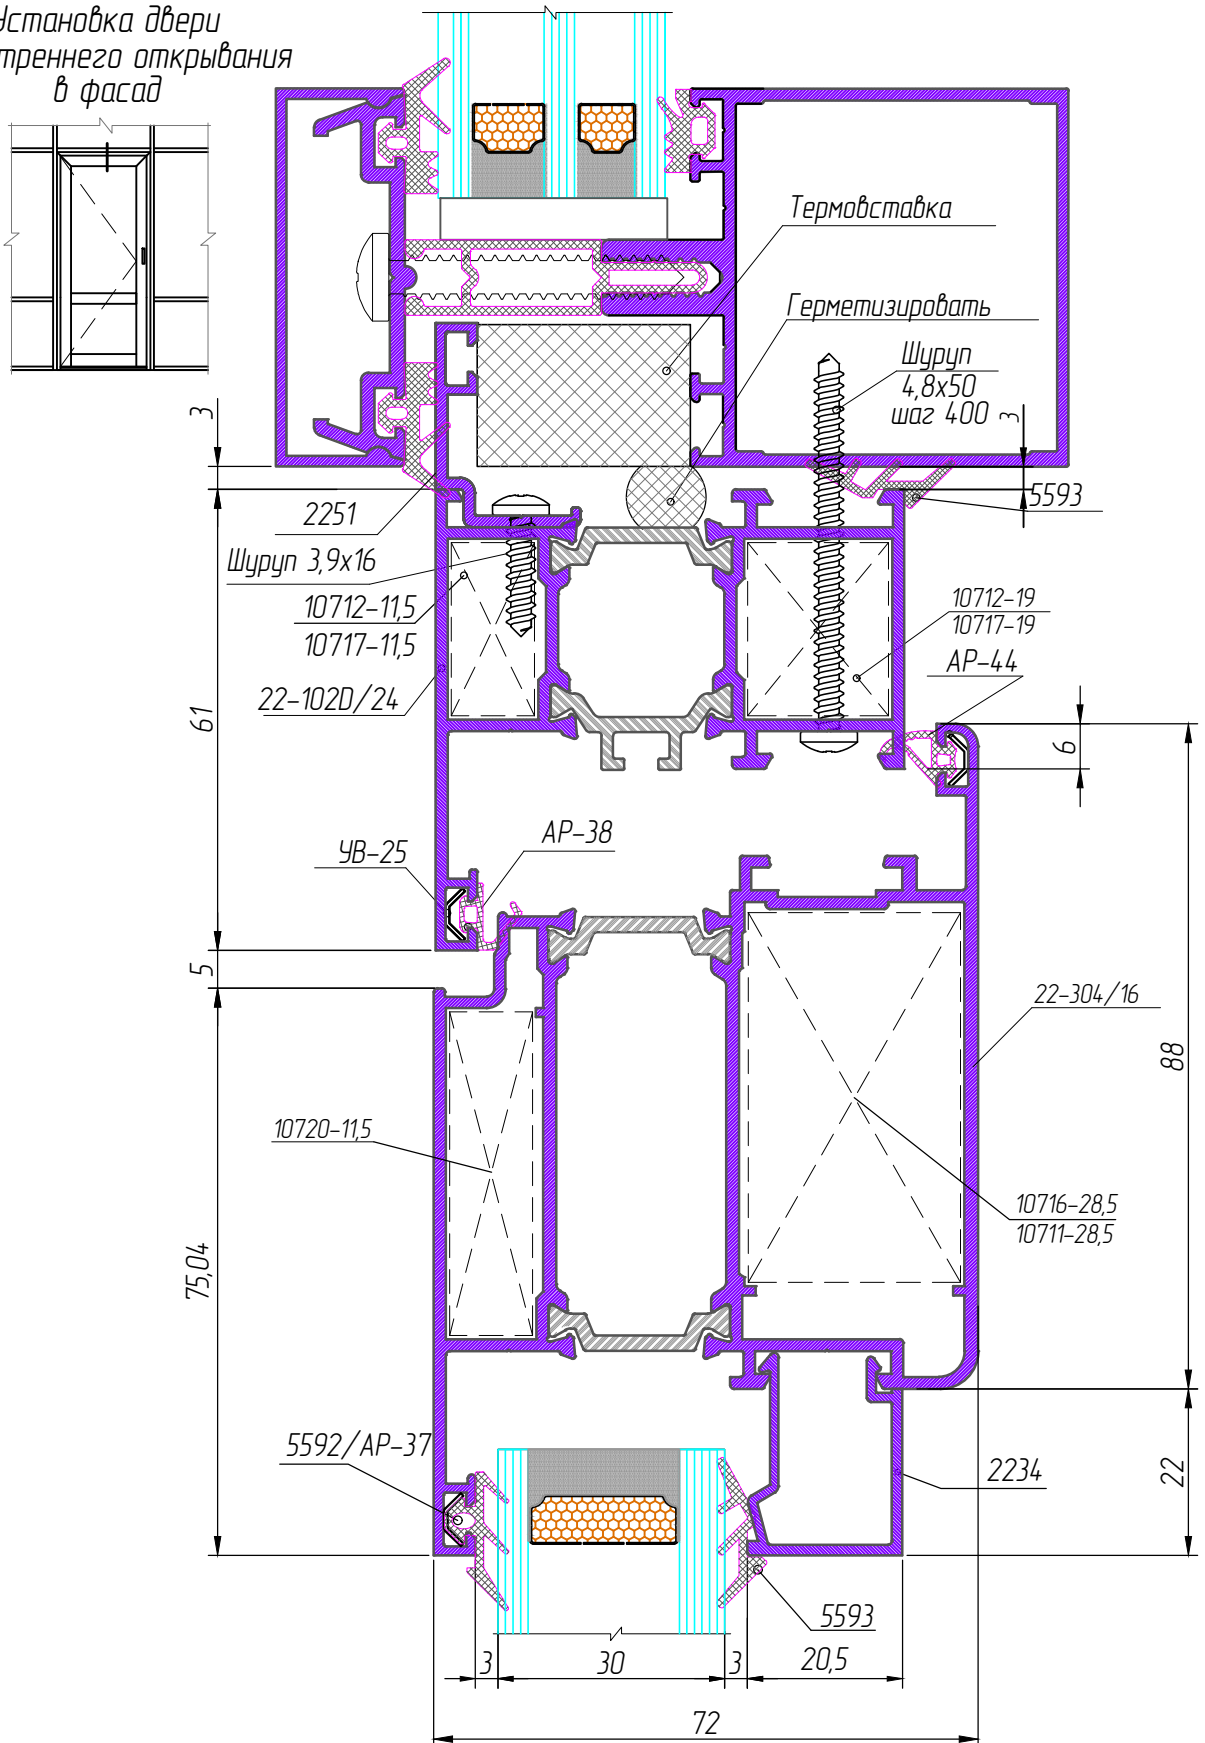 Установка двери
треннего открывания
в фасад
Термовставка
Герметизировать
Шуруп
4,8х50
шаг 400
3
3
5593
2251
Шуруп 3,9х16
10712-11,5
10717-11,5
22-102D/24
10712-19
10717-19
АР-44
61
6
УВ-25
АР-38
5
22-304/16
88
10720-11,5
10716-28,5
10711-28,5
75,04
5592/АР-37
2234
22
5593
3
30
3
20,5
72